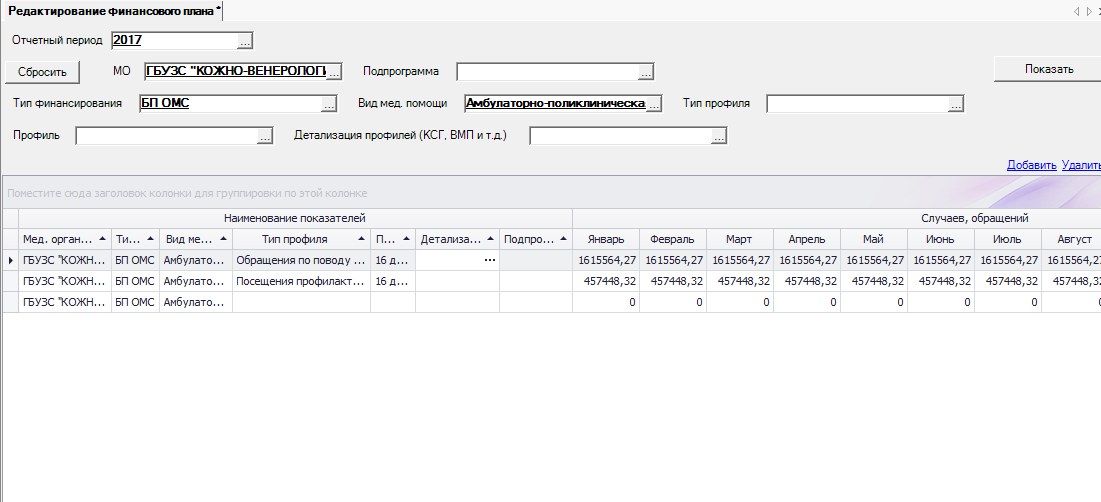 Редактирование финансового плана *
Отчетный период 2017 ...
Сбросить МО ГБУЗС "КОЖНО-ВЕНЕРОЛОГИ ... Подпрограмма ... Показать
Тип финансирования БП ОМС ... Вид мед. помощи Амбулаторно-поликлиническа ... Тип профиля ...
Профиль ... Детализация профилей (КСГ, ВМП и т.д.) ...
Добавить Удалить
Поместите сюда заголовок колонки для группировки по этой колонке
Наименование показателей Случаев, обращений
Мед. орган... Ти... Вид ме... Тип профиля П... Детализа... Подпро... Январь Февраль Март Апрель Май Июнь Июль Август
ГБУЗС "КОЖН... БП ОМС Амбулато... Обращения по поводу ... 16 д... ... 1615564,27 1615564,27 1615564,27 1615564,27 1615564,27 1615564,27 1615564,27 1615564,2
ГБУЗС "КОЖН... БП ОМС Амбулато... Посещения профилакт... 16 д... 457448,32 457448,32 457448,32 457448,32 457448,32 457448,32 457448,32 457448,3
ГБУЗС "КОЖН... БП ОМС Амбулато... 0 0 0 0 0 0 0